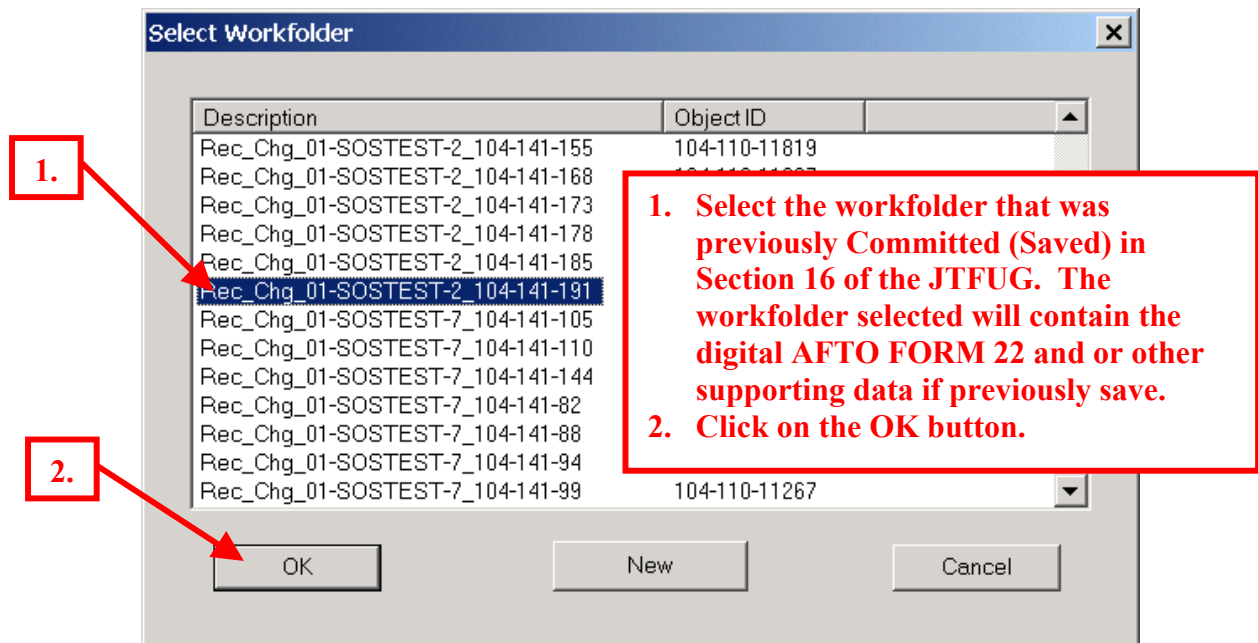 Select Workfolder
Description Object ID
Rec_Chg_01-SOSTEST-2_104-141-155 104-110-11819
Rec_Chg_01-SOSTEST-2_104-141-168
Rec_Chg_01-SOSTEST-2_104-141-173
Rec_Chg_01-SOSTEST-2_104-141-178
Rec_Chg_01-SOSTEST-2_104-141-185
Rec_Chg_01-SOSTEST-2_104-141-191
Rec_Chg_01-SOSTEST-7_104-141-105
Rec_Chg_01-SOSTEST-7_104-141-110
Rec_Chg_01-SOSTEST-7_104-141-144
Rec_Chg_01-SOSTEST-7_104-141-82
Rec_Chg_01-SOSTEST-7_104-141-88
Rec_Chg_01-SOSTEST-7_104-141-94
Rec_Chg_01-SOSTEST-7_104-141-99 104-110-11267
1.
2.
1. Select the workfolder that was
previously Committed (Saved) in
Section 16 of the JTFUG. The
workfolder selected will contain the
digital AFTO FORM 22 and or other
supporting data if previously save.
2. Click on the OK button.
OK New Cancel